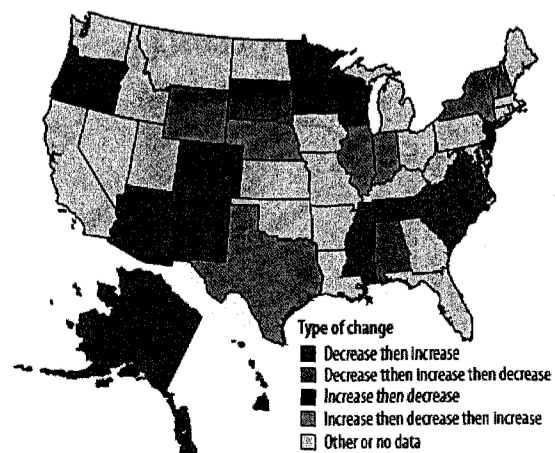 Type of change
Decrease then increase
Decrease tthen increase then decrease
Increase then decrease
Increase then decrease then increase
Other or no data